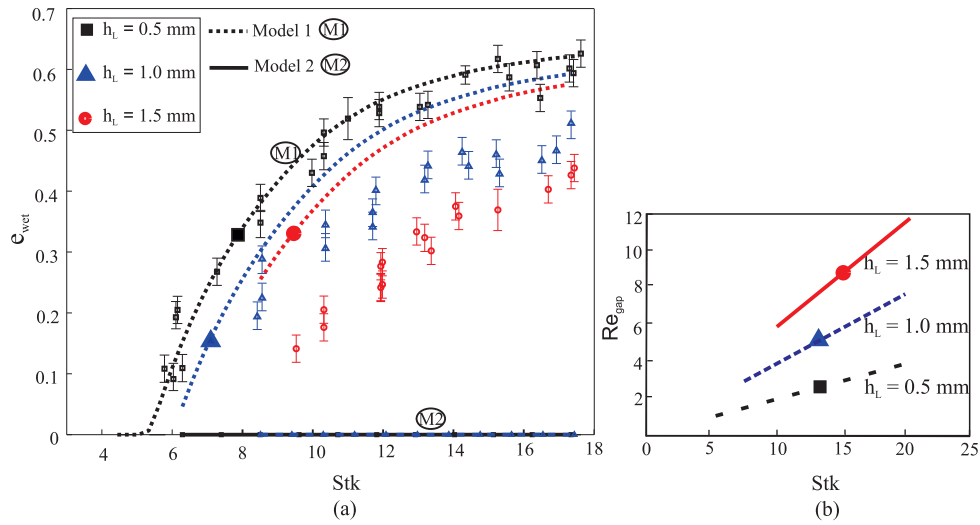 0.7
0.6
0.5
0.4
0.3
0.2
0.1
0
e_wet
h_L = 0.5 mm
h_L = 1.0 mm
h_L = 1.5 mm
Model 1 M1
Model 2 M2
M1
M2
4 6 8 10 12 14 16 18
Stk
(a)
12
10
8
6
4
2
Re_gap
h_L = 1.5 mm
h_L = 1.0 mm
h_L = 0.5 mm
0 5 10 15 20 25
Stk
(b)